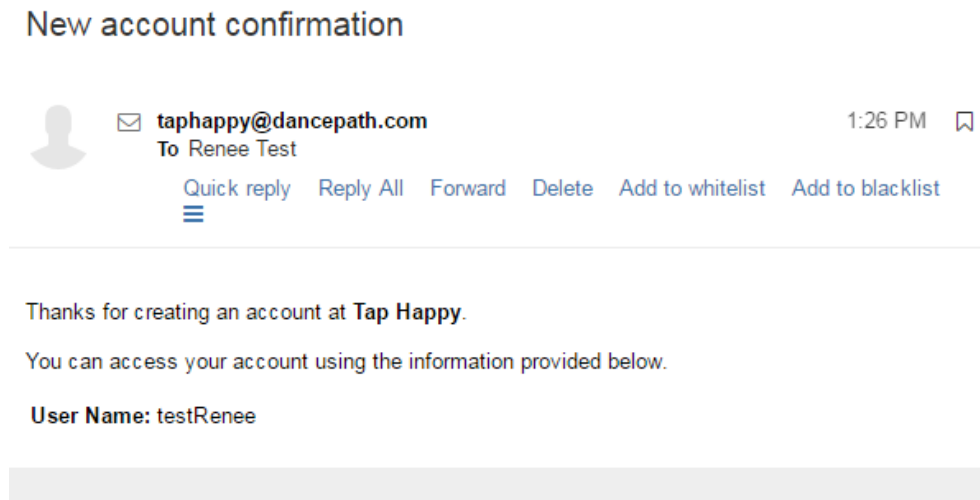 New account confirmation
taphappy@dancepath.com 1:26 PM
To Renee Test
Quick reply Reply All Forward Delete Add to whitelist Add to blacklist
Thanks for creating an account at Tap Happy.
You can access your account using the information provided below.
User Name: testRenee